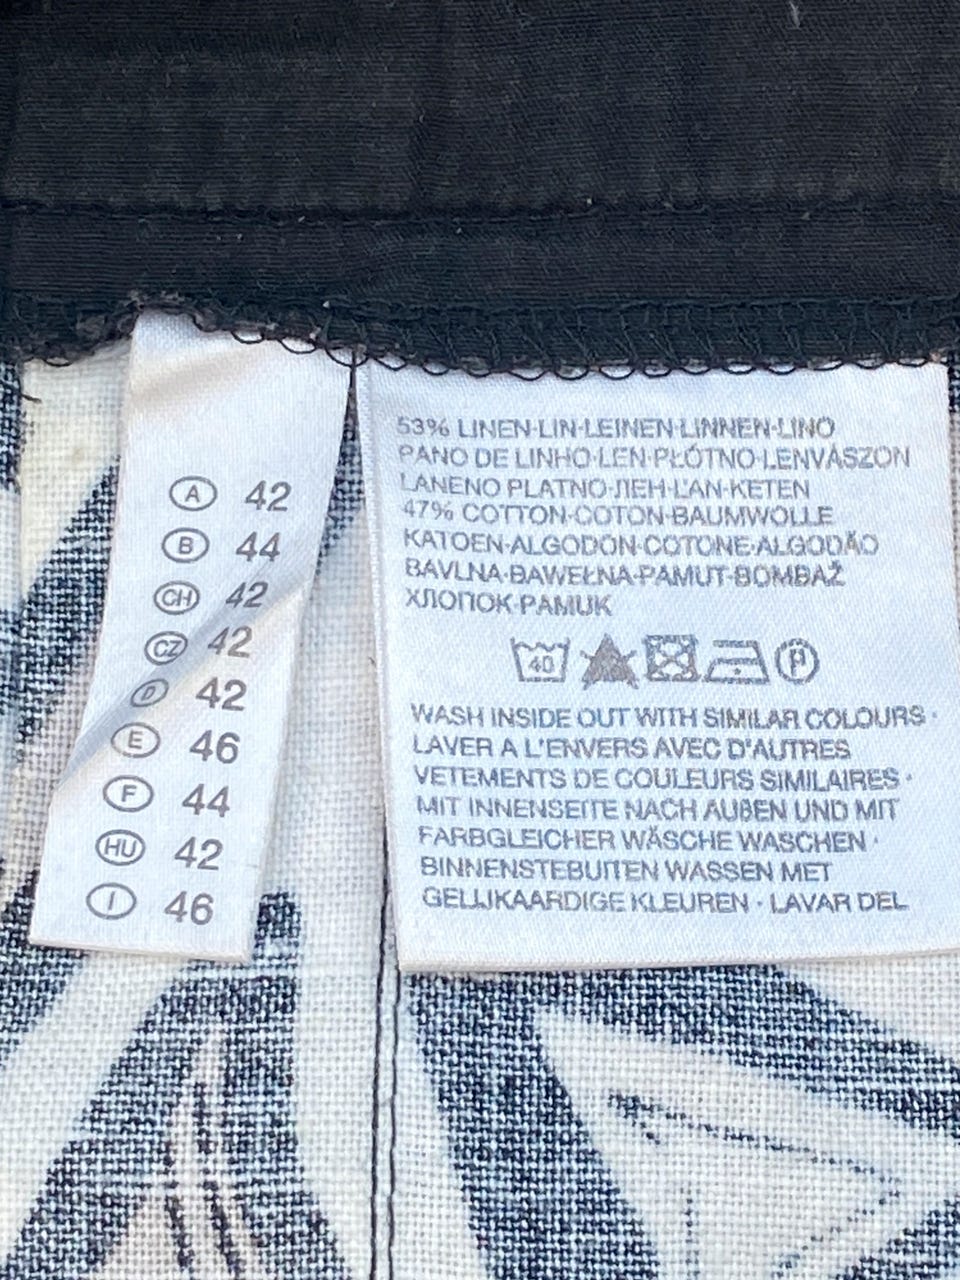 A 42
B 44
CH 42
CZ 42
D 42
E 46
F 44
HU 42
I 46
53% LINEN·LIN·LEINEN·LINNEN·LINO
PANO DE LINHO·LEN·PŁÓTNO·LENVÁSZON
LANENO PLATNO·ЛЕН·L'AN·KETEN
47% COTTON·COTON·BAUMWOLLE
KATOEN·ALGODON·COTONE·ALGODÃO
BAVLNA·BAWEŁNA·PAMUT·BOMBAŽ
ХЛОПОК·PAMUK
40 P
WASH INSIDE OUT WITH SIMILAR COLOURS ·
LAVER A L'ENVERS AVEC D'AUTRES
VETEMENTS DE COULEURS SIMILAIRES ·
MIT INNENSEITE NACH AUßEN UND MIT
FARBGLEICHER WÄSCHE WASCHEN ·
BINNENSTEBUITEN WASSEN MET
GELIJKAARDIGE KLEUREN · LAVAR DEL